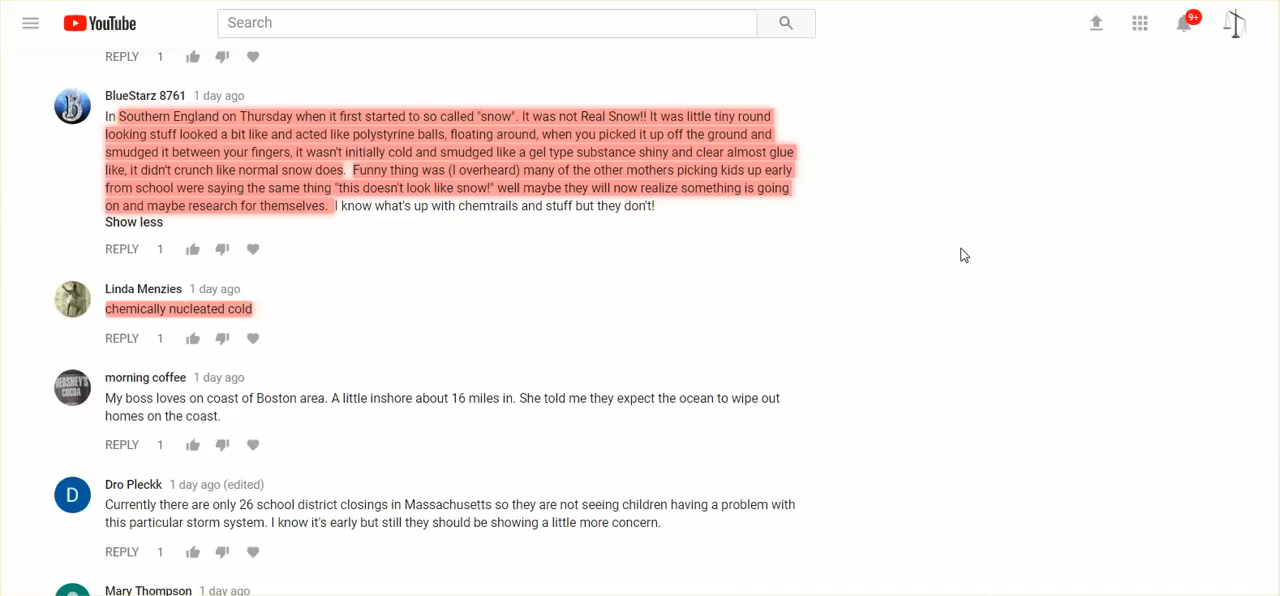 YouTube
Search
9+
REPLY 1
BlueStarz 8761 1 day ago
In Southern England on Thursday when it first started to so called "snow". It was not Real Snow!! It was little tiny round
looking stuff looked a bit like and acted like polystyrine balls, floating around, when you picked it up off the ground and
smudged it between your fingers, it wasn't initially cold and smudged like a gel type substance shiny and clear almost glue
like, it didn't crunch like normal snow does. Funny thing was (I overheard) many of the other mothers picking kids up early
from school were saying the same thing "this doesn't look like snow!" well maybe they will now realize something is going
on and maybe research for themselves. I know what's up with chemtrails and stuff but they don't!
Show less
REPLY 1
Linda Menzies 1 day ago
chemically nucleated cold
REPLY 1
HERSHEY'S
COCOA
morning coffee 1 day ago
My boss loves on coast of Boston area. A little inshore about 16 miles in. She told me they expect the ocean to wipe out
homes on the coast.
REPLY 1
D
Dro Pleckk 1 day ago (edited)
Currently there are only 26 school district closings in Massachusetts so they are not seeing children having a problem with
this particular storm system. I know it's early but still they should be showing a little more concern.
REPLY 1
Mary Thompson 1 day ago